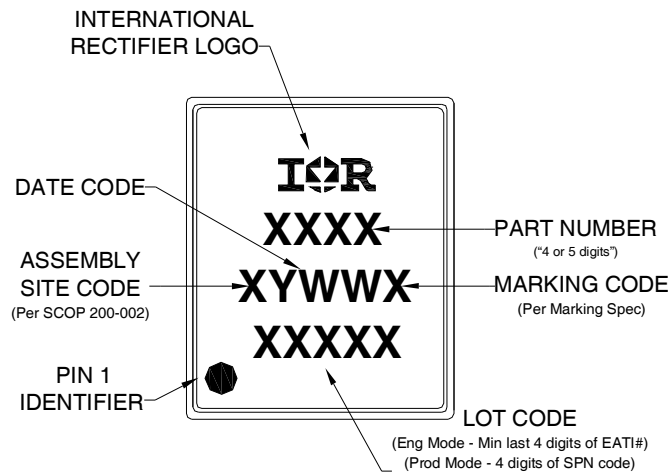 INTERNATIONAL
RECTIFIER LOGO
IOR
DATE CODE
XXXX
PART NUMBER
(“4 or 5 digits”)
ASSEMBLY
SITE CODE
(Per SCOP 200-002)
XYWWX
MARKING CODE
(Per Marking Spec)
XXXXX
PIN 1
IDENTIFIER
LOT CODE
(Eng Mode - Min last 4 digits of EATI#)
(Prod Mode - 4 digits of SPN code)